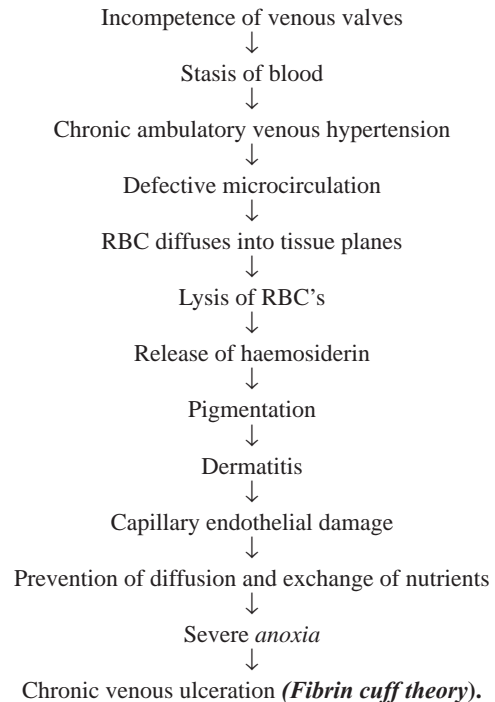 Incompetence of venous valves
↓
Stasis of blood
↓
Chronic ambulatory venous hypertension
↓
Defective microcirculation
↓
RBC diffuses into tissue planes
↓
Lysis of RBC’s
↓
Release of haemosiderin
↓
Pigmentation
↓
Dermatitis
↓
Capillary endothelial damage
↓
Prevention of diffusion and exchange of nutrients
↓
Severe anoxia
↓
Chronic venous ulceration (Fibrin cuff theory).